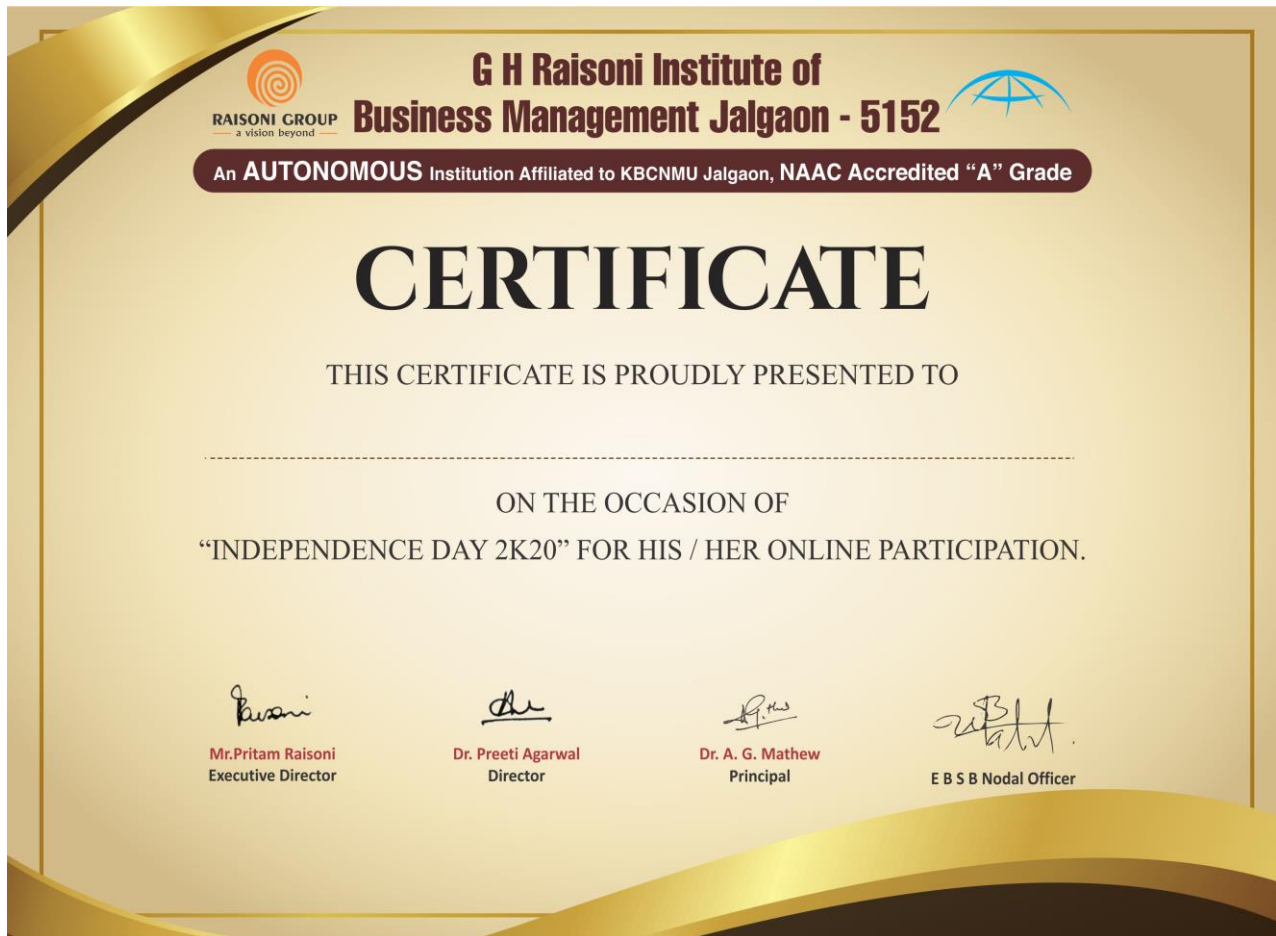 G H Raisoni Institute of
Business Management Jalgaon - 5152
RAISONI GROUP
a vision beyond
An AUTONOMOUS Institution Affiliated to KBCNMU Jalgaon, NAAC Accredited “A” Grade
CERTIFICATE
THIS CERTIFICATE IS PROUDLY PRESENTED TO
ON THE OCCASION OF
“INDEPENDENCE DAY 2K20” FOR HIS / HER ONLINE PARTICIPATION.
Raisoni
Mr.Pritam Raisoni
Executive Director
Dr. Preeti Agarwal
Director
Dr. A. G. Mathew
Principal
E B S B Nodal Officer